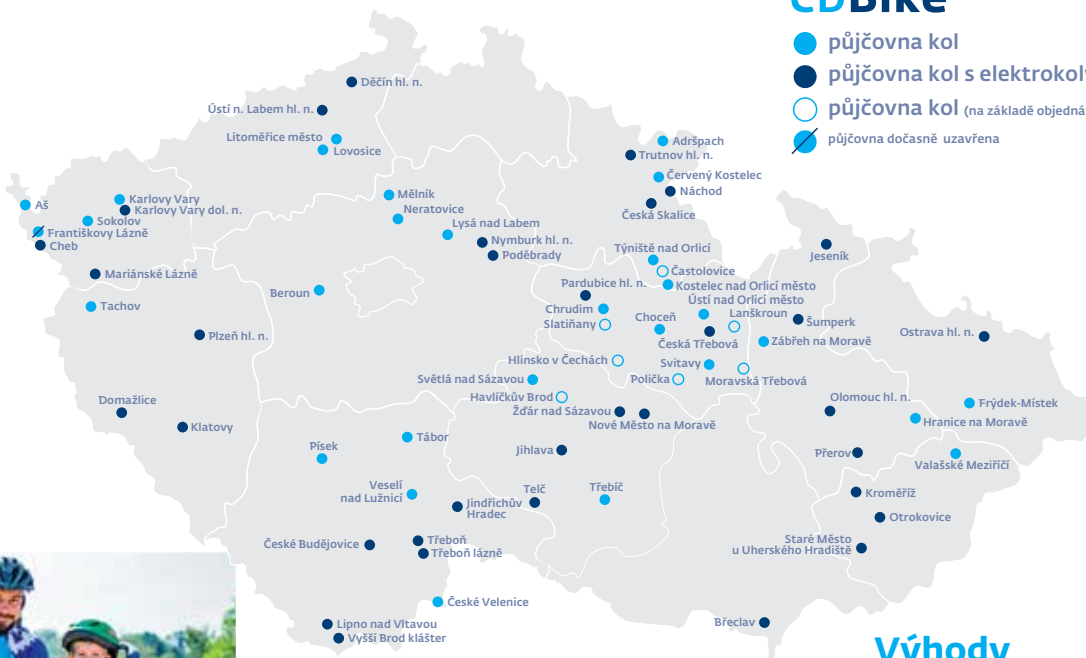 ČDBike
půjčovna kol
půjčovna kol s elektrokoly
půjčovna kol (na základě objedná
půjčovna dočasně uzavřena
Děčín hl. n.
Ústí n. Labem hl. n.
Litoměřice město
Lovosice
Adršpach
Trutnov hl. n.
Červený Kostelec
Náchod
Česká Skalice
Aš
Karlovy Vary
Karlovy Vary dol. n.
Sokolov
Františkovy Lázně
Cheb
Mělník
Neratovice
Lysá nad Labem
Nymburk hl. n.
Poděbrady
Týniště nad Orlicí
Častolovice
Kostelec nad Orlicí město
Jeseník
Mariánské Lázně
Tachov
Beroun
Pardubice hl. n.
Chrudim
Slatiňany
Choceň
Ústí nad Orlicí město
Lanškroun
Česká Třebová
Šumperk
Zábřeh na Moravě
Ostrava hl. n.
Plzeň hl. n.
Hlinsko v Čechách
Svitavy
Polička
Moravská Třebová
Světlá nad Sázavou
Havlíčkův Brod
Žďár nad Sázavou
Nové Město na Moravě
Olomouc hl. n.
Frýdek-Místek
Hranice na Moravě
Domažlice
Klatovy
Písek
Tábor
Jihlava
Přerov
Valašské Meziříčí
Veselí
nad Lužnicí
Jindřichův
Hradec
Telč
Třebíč
Kroměříž
Otrokovice
Staré Město
u Uherského Hradiště
České Budějovice
Třeboň
Třeboň lázně
České Velenice
Lipno nad Vltavou
Vyšší Brod klášter
Břeclav
Výhody